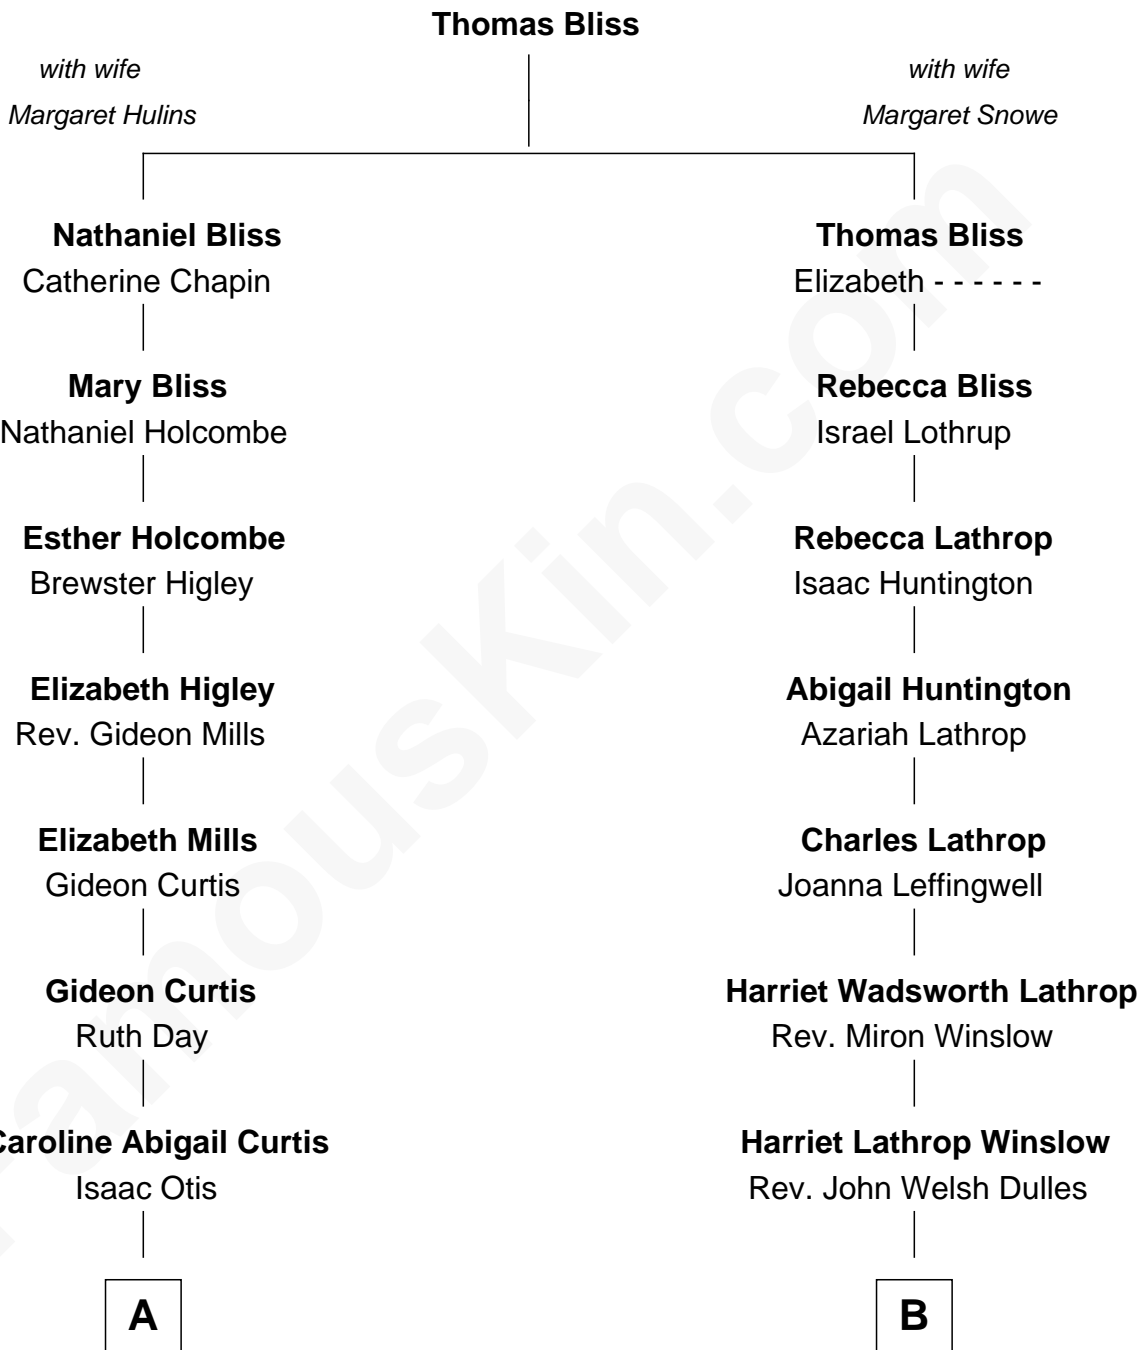 Thomas Bliss
with wife
Margaret Hulins
with wife
Margaret Snowe
Nathaniel Bliss
Catherine Chapin
Thomas Bliss
Elizabeth - - - - - -
Mary Bliss
Nathaniel Holcombe
Rebecca Bliss
Israel Lothrup
Esther Holcombe
Brewster Higley
Rebecca Lathrop
Isaac Huntington
Elizabeth Higley
Rev. Gideon Mills
Abigail Huntington
Azariah Lathrop
Elizabeth Mills
Gideon Curtis
Charles Lathrop
Joanna Leffingwell
Gideon Curtis
Ruth Day
Harriet Wadsworth Lathrop
Rev. Miron Winslow
Caroline Abigail Curtis
Isaac Otis
Harriet Lathrop Winslow
Rev. John Welsh Dulles
A
B
FamousKin.com